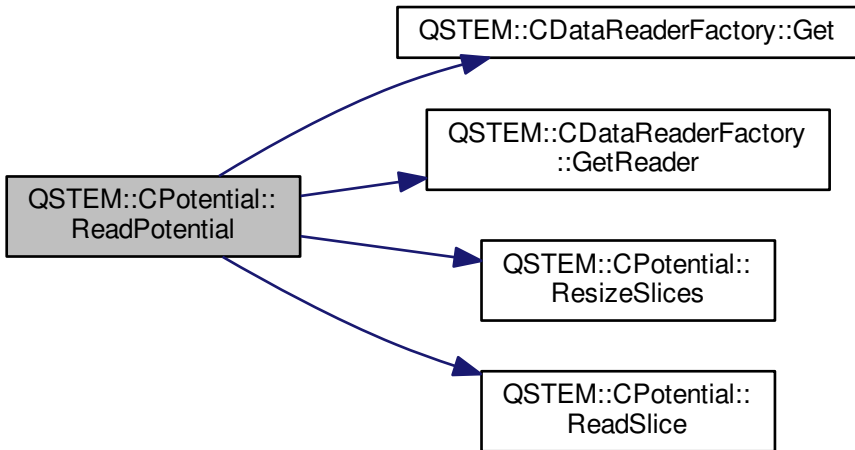 QSTEM::CDataReaderFactory::Get
QSTEM::CDataReaderFactory
::GetReader
QSTEM::CPotential::
ReadPotential
QSTEM::CPotential::
ResizeSlices
QSTEM::CPotential::
ReadSlice